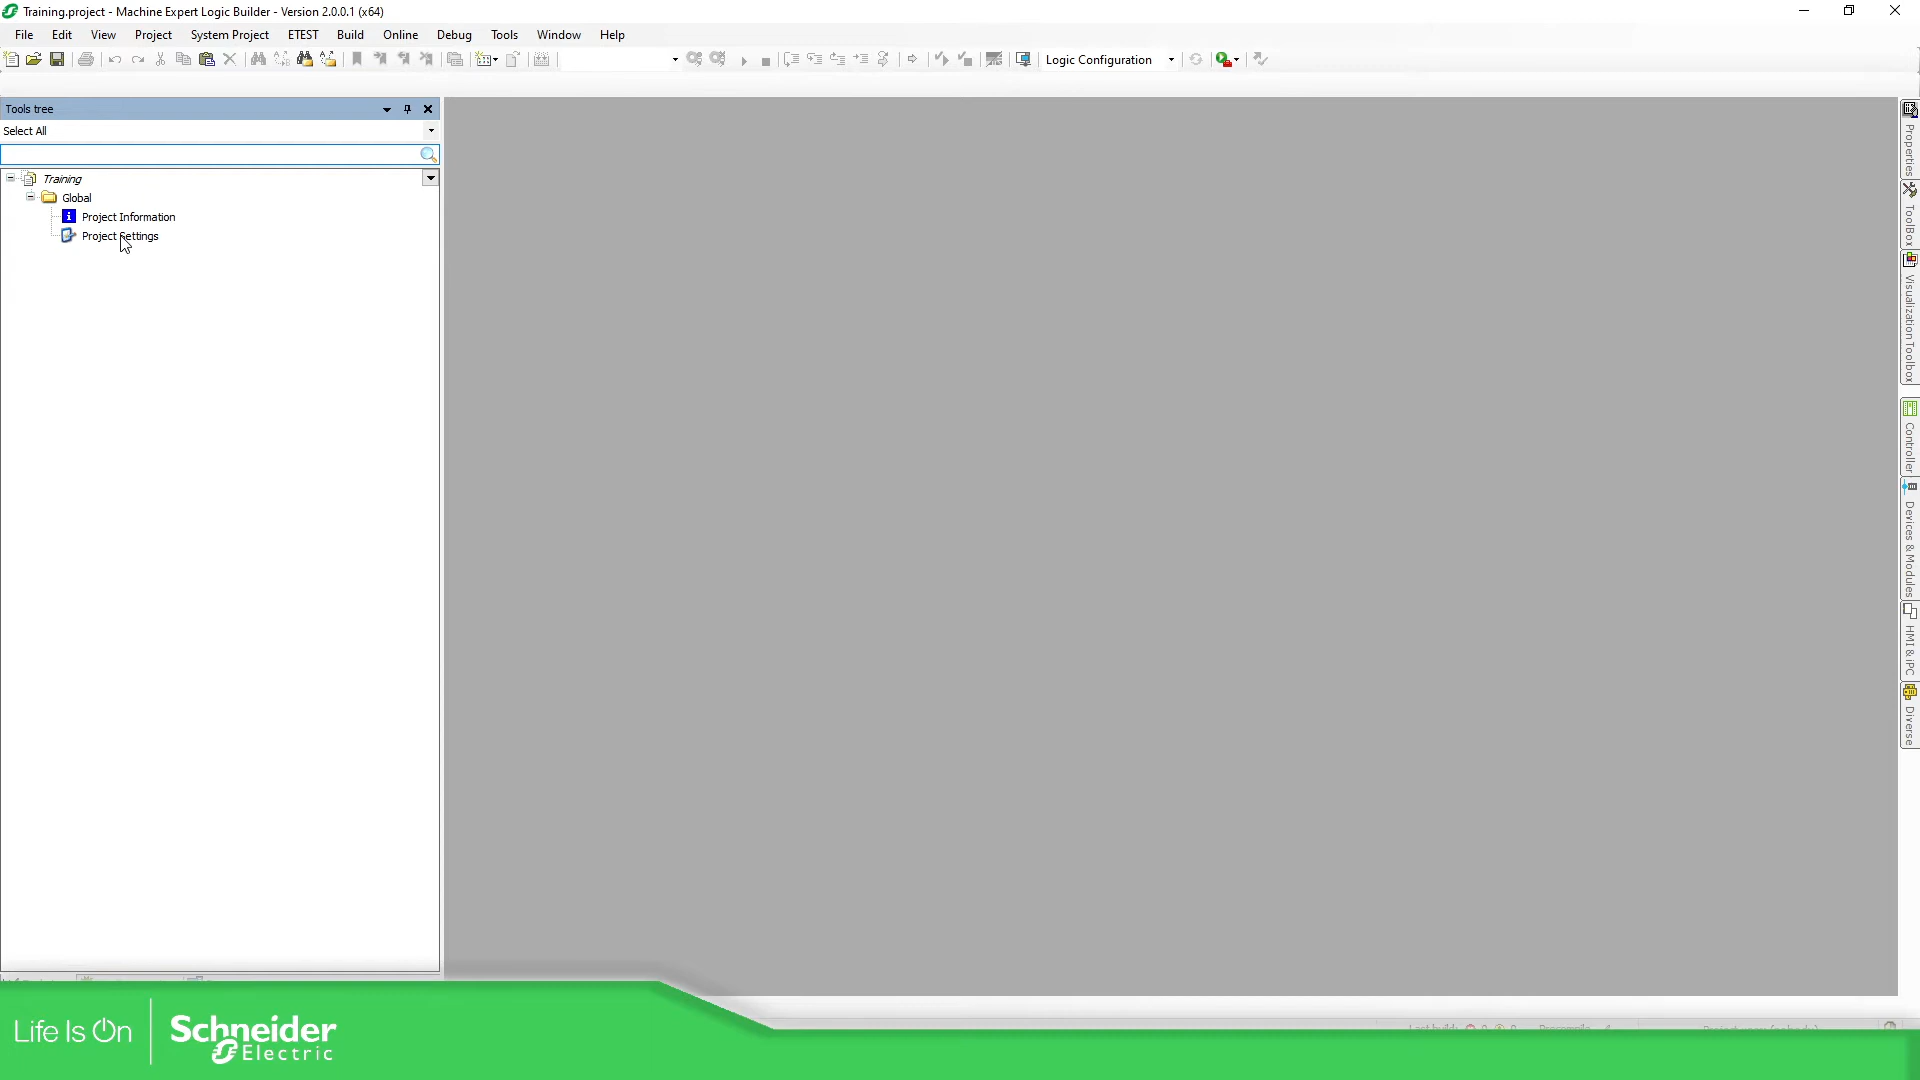 Training.project - Machine Expert Logic Builder - Version 2.0.0.1 (x64)
File Edit View Project System Project ETEST Build Online Debug Tools Window Help
Logic Configuration
Tools tree
Select All
Training
Global
Project Information
Project Settings
Properties
ToolBox
Visualization Toolbox
Controller
Devices & Modules
HMI & iPC
Diverse
Life Is On
Schneider
Electric